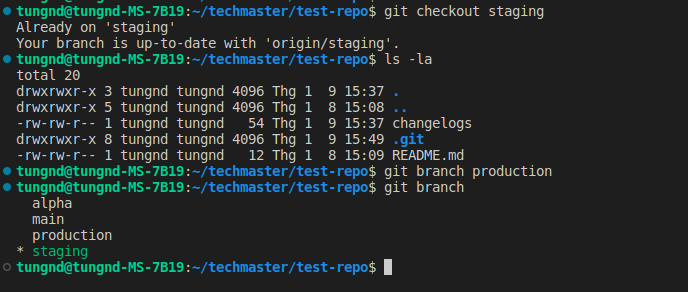 tungnd@tungnd-MS-7B19:~/techmaster/test-repo$ git checkout staging
Already on 'staging'
Your branch is up-to-date with 'origin/staging'.
tungnd@tungnd-MS-7B19:~/techmaster/test-repo$ ls -la
total 20
drwxrwxr-x 3 tungnd tungnd 4096 Thg 1  9 15:37 .
drwxrwxr-x 5 tungnd tungnd 4096 Thg 1  8 15:08 ..
-rw-rw-r-- 1 tungnd tungnd   54 Thg 1  9 15:37 changelogs
drwxrwxr-x 8 tungnd tungnd 4096 Thg 1  9 15:49 .git
-rw-rw-r-- 1 tungnd tungnd   12 Thg 1  8 15:09 README.md
tungnd@tungnd-MS-7B19:~/techmaster/test-repo$ git branch production
tungnd@tungnd-MS-7B19:~/techmaster/test-repo$ git branch
  alpha
  main
  production
* staging
tungnd@tungnd-MS-7B19:~/techmaster/test-repo$